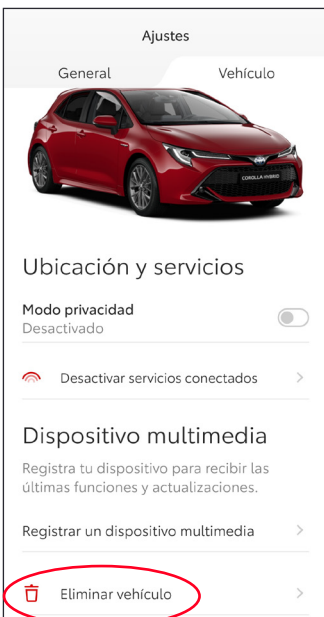 Ajustes
General Vehículo
COROLLA HYBRID
Ubicación y servicios
Modo privacidad
Desactivado
Desactivar servicios conectados
Dispositivo multimedia
Registra tu dispositivo para recibir las
últimas funciones y actualizaciones.
Registrar un dispositivo multimedia
Eliminar vehículo